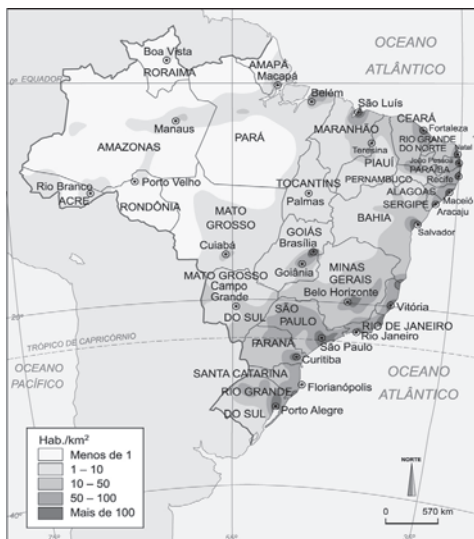 OCEANO
ATLÂNTICO
Boa Vista
RORAIMA
AMAPÁ
Macapá
0° EQUADOR
Belém
São Luís
Manaus
AMAZONAS
PARÁ
MARANHÃO
CEARÁ
Fortaleza
RIO GRANDE
DO NORTE
Natal
Teresina
PIAUÍ
João Pessoa
PARAÍBA
Recife
PERNAMBUCO
Rio Branco
ACRE
Porto Velho
RONDÔNIA
TOCANTINS
Palmas
ALAGOAS
Maceió
SERGIPE
Aracaju
MATO
GROSSO
BAHIA
Salvador
GOIÁS
Brasília
Cuiabá
Goiânia
MINAS
GERAIS
MATO GROSSO
Campo
Grande
DO SUL
Belo Horizonte
Vitória
20°
SÃO
PAULO
RIO DE JANEIRO
Rio Janeiro
TRÓPICO DE CAPRICÓRNIO
São Paulo
PARANÁ
Curitiba
OCEANO
PACÍFICO
SANTA CATARINA
Florianópolis
OCEANO
ATLÂNTICO
RIO GRANDE
DO SUL
Porto Alegre
Hab./km²
Menos de 1
1 – 10
10 – 50
50 – 100
Mais de 100
NORTE
0 570 km
40°